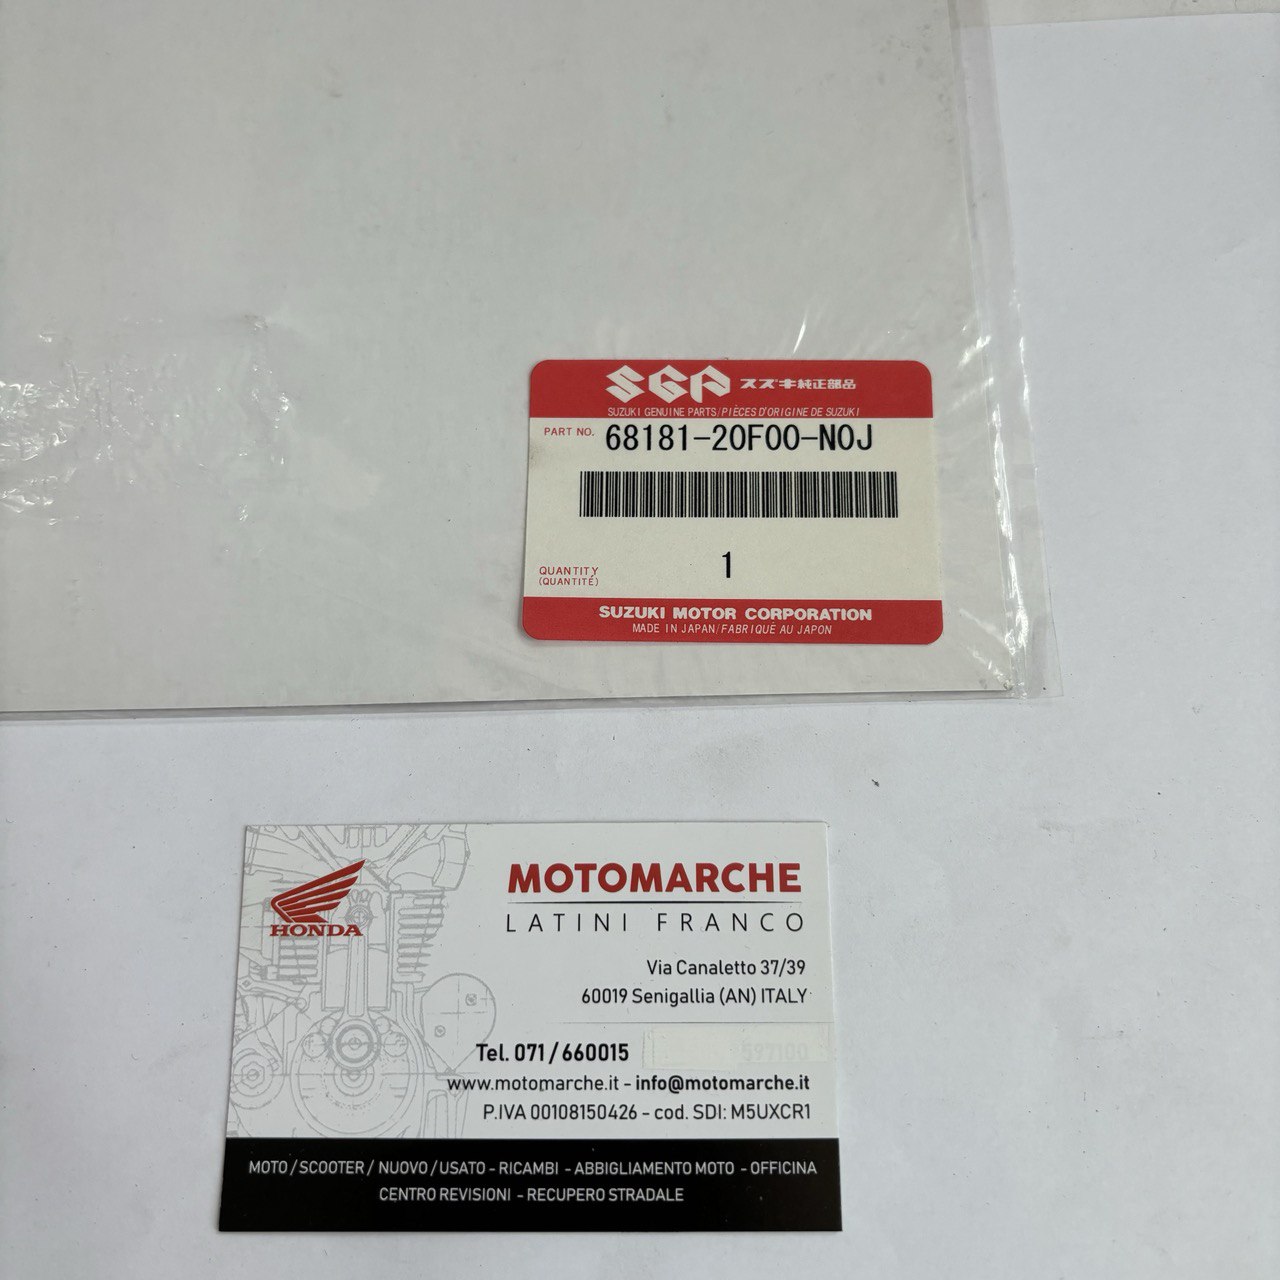 SGP スズキ純正部品
SUZUKI GENUINE PARTS/PIÈCES D'ORIGINE DE SUZUKI
PART NO. 68181-20F00-N0J
1
QUANTITY
(QUANTITÉ)
SUZUKI MOTOR CORPORATION
MADE IN JAPAN/FABRIQUÉ AU JAPON
HONDA
MOTOMARCHE
LATINI FRANCO
Via Canaletto 37/39
60019 Senigallia (AN) ITALY
Tel. 071/660015
597100
www.motomarche.it - info@motomarche.it
P.IVA 00108150426 - cod. SDI: M5UXCR1
MOTO / SCOOTER / NUOVO / USATO - RICAMBI - ABBIGLIAMENTO MOTO - OFFICINA
CENTRO REVISIONI - RECUPERO STRADALE